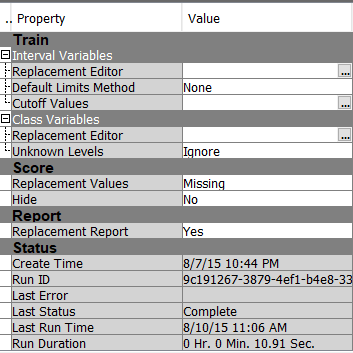 .. Property Value
Train
Interval Variables
Replacement Editor ...
Default Limits Method None
Cutoff Values ...
Class Variables
Replacement Editor ...
Unknown Levels Ignore
Score
Replacement Values Missing
Hide No
Report
Replacement Report Yes
Status
Create Time 8/7/15 10:44 PM
Run ID 9c191267-3879-4ef1-b4e8-33
Last Error
Last Status Complete
Last Run Time 8/10/15 11:06 AM
Run Duration 0 Hr. 0 Min. 10.91 Sec.